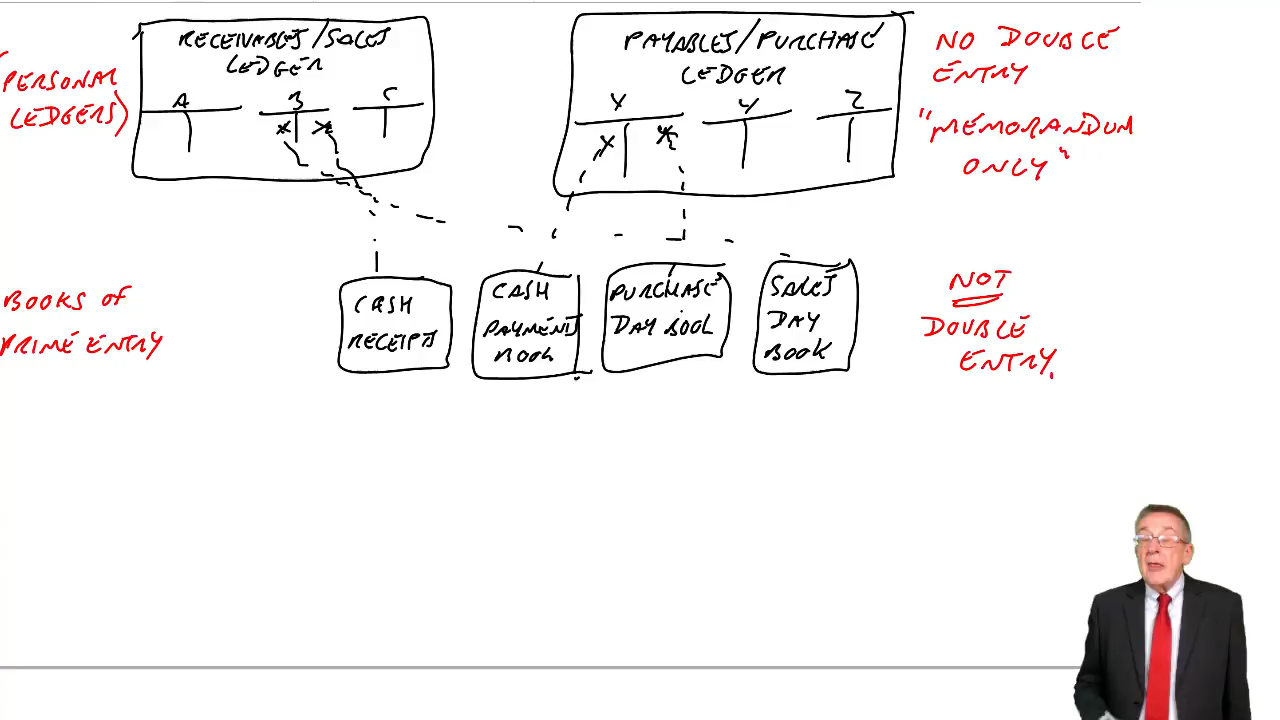 RECEIVABLES/SALES
LEDGER
(PERSONAL
LEDGERS)
A
B
C
X
X
PAYABLES/PURCHASE
LEDGER
X
Y
Z
X
X
NO DOUBLE
ENTRY
"MEMORANDUM
ONLY"
BOOKS OF
PRIME ENTRY
CASH
RECEIPTS
CASH
PAYMENTS
BOOK
PURCHASES
DAY BOOK
SALES
DAY
BOOK
NOT
DOUBLE
ENTRY.